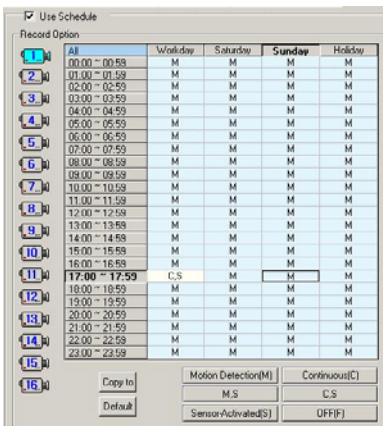 Use Schedule
Record Option
All Workday Saturday Sunday Holiday
00:00 ~ 00:59 M M M M
01:00 ~ 01:59 M M M M
02:00 ~ 02:59 M M M M
03:00 ~ 03:59 M M M M
04:00 ~ 04:59 M M M M
05:00 ~ 05:59 M M M M
06:00 ~ 06:59 M M M M
07:00 ~ 07:59 M M M M
08:00 ~ 08:59 M M M M
09:00 ~ 09:59 M M M M
10:00 ~ 10:59 M M M M
11:00 ~ 11:59 M M M M
12:00 ~ 12:59 M M M M
13:00 ~ 13:59 M M M M
14:00 ~ 14:59 M M M M
15:00 ~ 15:59 M M M M
16:00 ~ 16:59 M M M M
17:00 ~ 17:59 C,S M M M
18:00 ~ 18:59 M M M M
19:00 ~ 19:59 M M M M
20:00 ~ 20:59 M M M M
21:00 ~ 21:59 M M M M
22:00 ~ 22:59 M M M M
23:00 ~ 23:59 M M M M
1
2
3
4
5
6
7
8
9
10
11
12
13
14
15
16
Copy to
Default
Motion Detection(M) Continuous(C)
M.S C.S
Sensor-Activated(S) OFF(F)